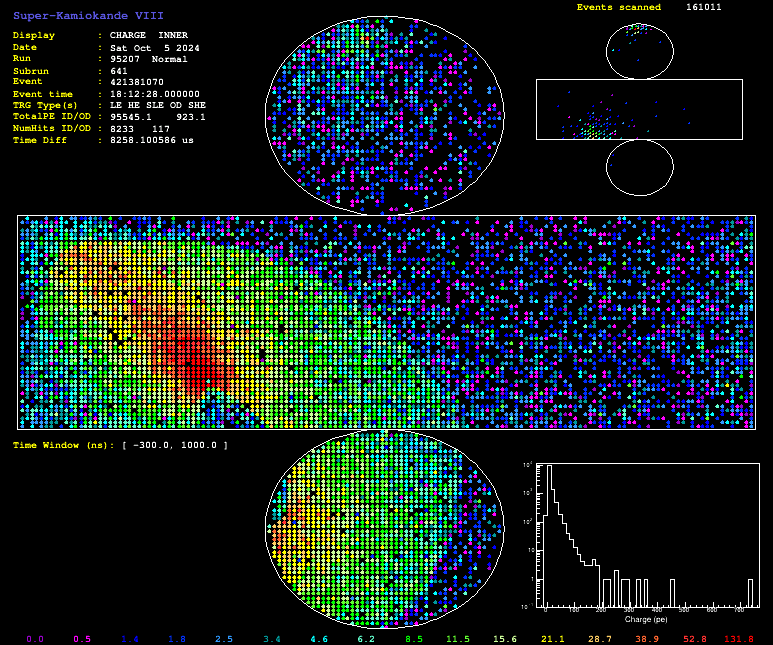 Super-Kamiokande VIII
Events scanned 161011
Display : CHARGE INNER
Date : Sat Oct 5 2024
Run : 95207 Normal
Subrun : 641
Event : 421381070
Event time : 18:12:28.000000
TRG Type(s) : LE HE SLE OD SHE
TotalPE ID/OD : 95545.1 923.1
NumHits ID/OD : 8233 117
Time Diff : 8258.100586 us
Time Window (ns): [ -300.0, 1000.0 ]
Charge (pe)
0.0 0.5 1.4 1.8 2.5 3.4 4.6 6.2 8.5 11.5 15.6 21.1 28.7 38.9 52.8 131.8